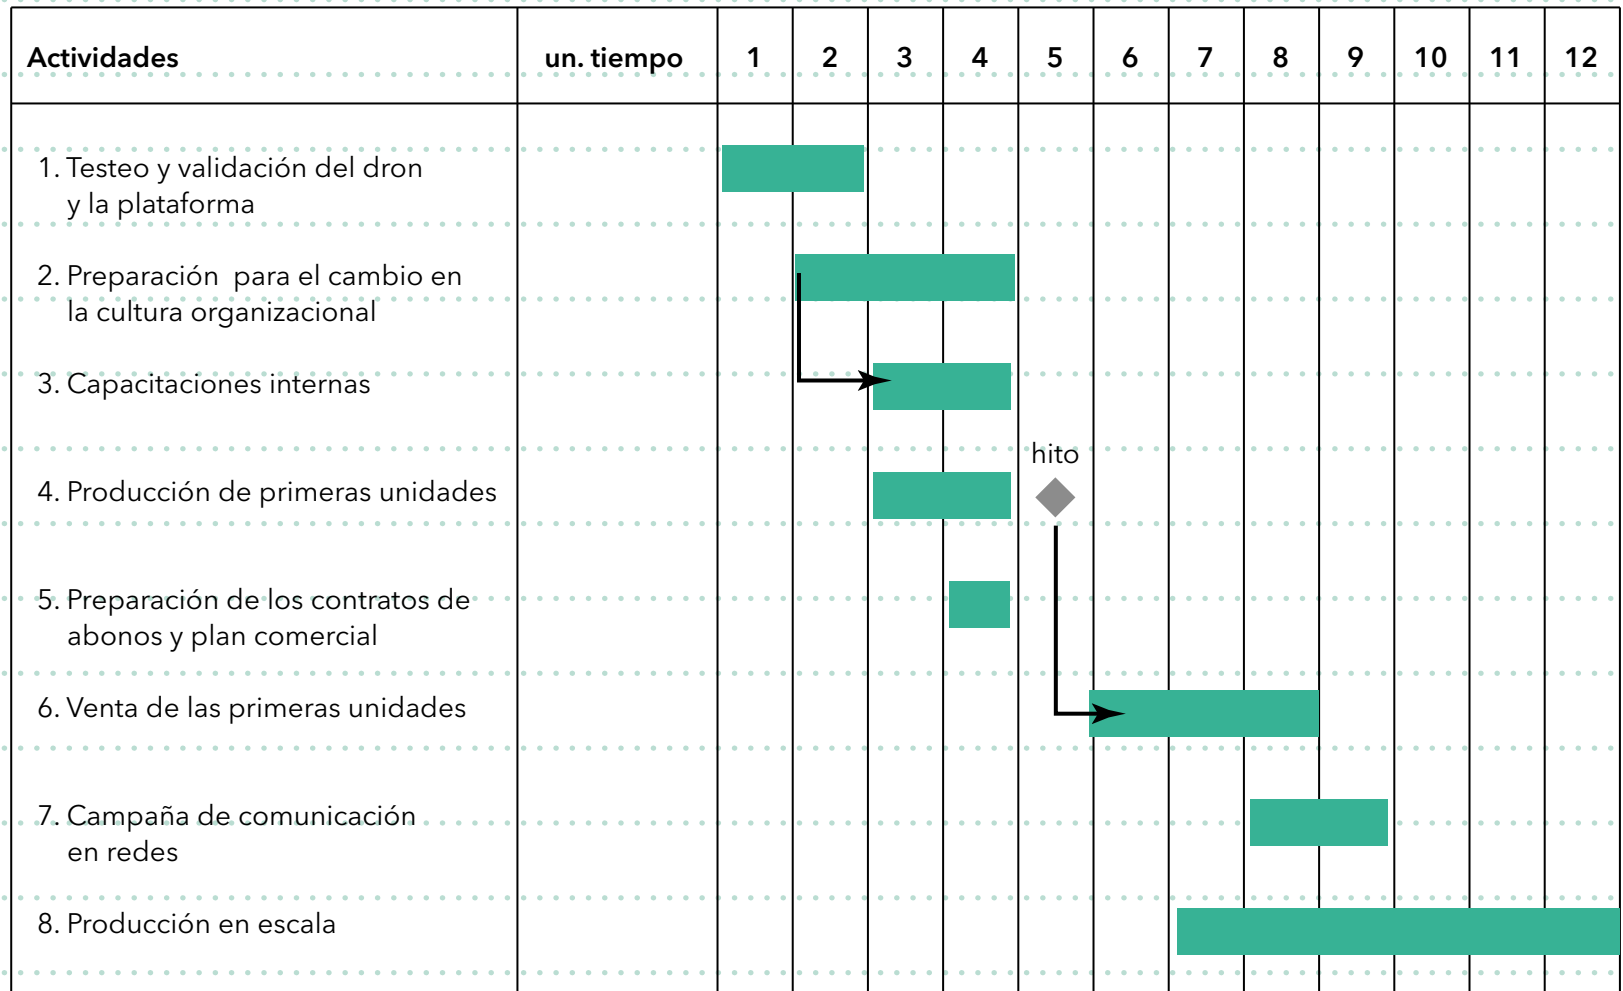 Actividades un. tiempo 1 2 3 4 5 6 7 8 9 10 11 12
1. Testeo y validación del dron
y la plataforma
2. Preparación para el cambio en
la cultura organizacional
3. Capacitaciones internas
hito
4. Producción de primeras unidades
5. Preparación de los contratos de
abonos y plan comercial
6. Venta de las primeras unidades
7. Campaña de comunicación
en redes
8. Producción en escala